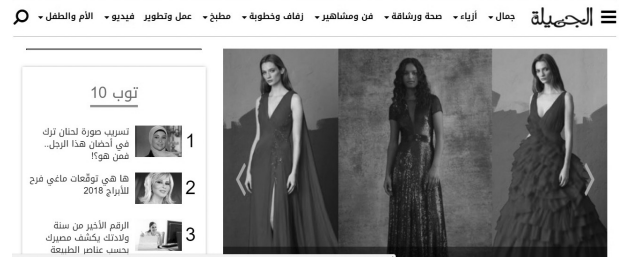 الجميلة
جمال
أزياء
صحة ورشاقة
فن ومشاهير
زفاف وخطوبة
مطبخ
عمل وتطوير
فيديو
الأم والطفل
توب 10
1
تسريب صورة لحنان ترك
في أحضان هذا الرجل..
فمن هو؟!
2
ها هي توقّعات ماغي فرح
للأبراج 2018
3
الرقم الأخير من سنة
ولادتك يكشف مصيرك
بحسب عناصر الطبيعة